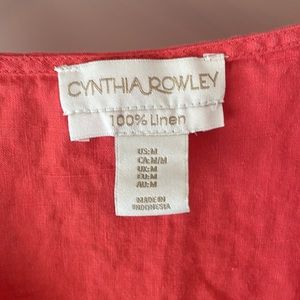 CYNTHIA ROWLEY
100% Linen
US:M
CA:M/M
UK:M
EU:M
AU:M
MADE IN
INDONESIA